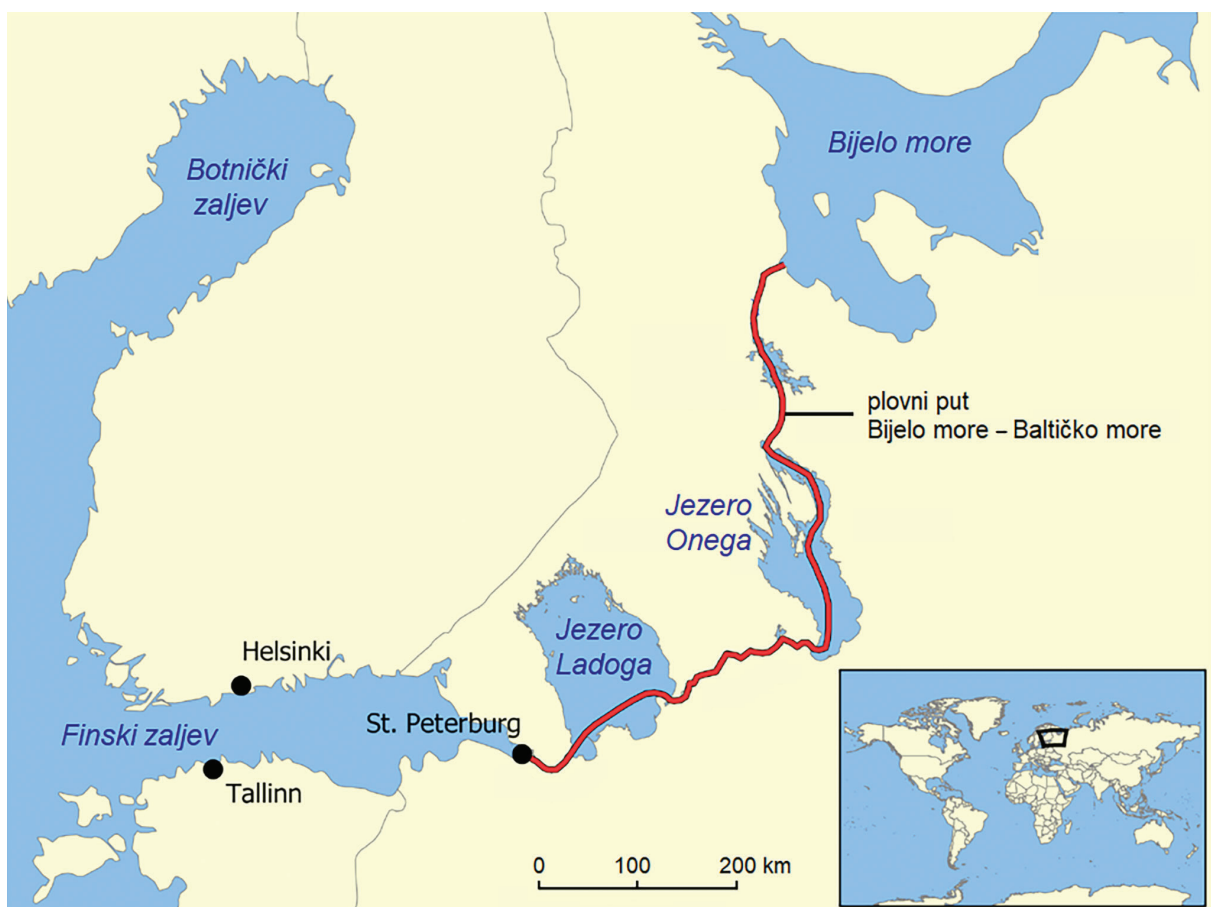 Bijelo more
Botnički
zaljev
plovni put
Bijelo more – Baltičko more
Jezero
Onega
Jezero
Ladoga
Helsinki
St. Peterburg
Finski zaljev
Tallinn
0 100 200 km